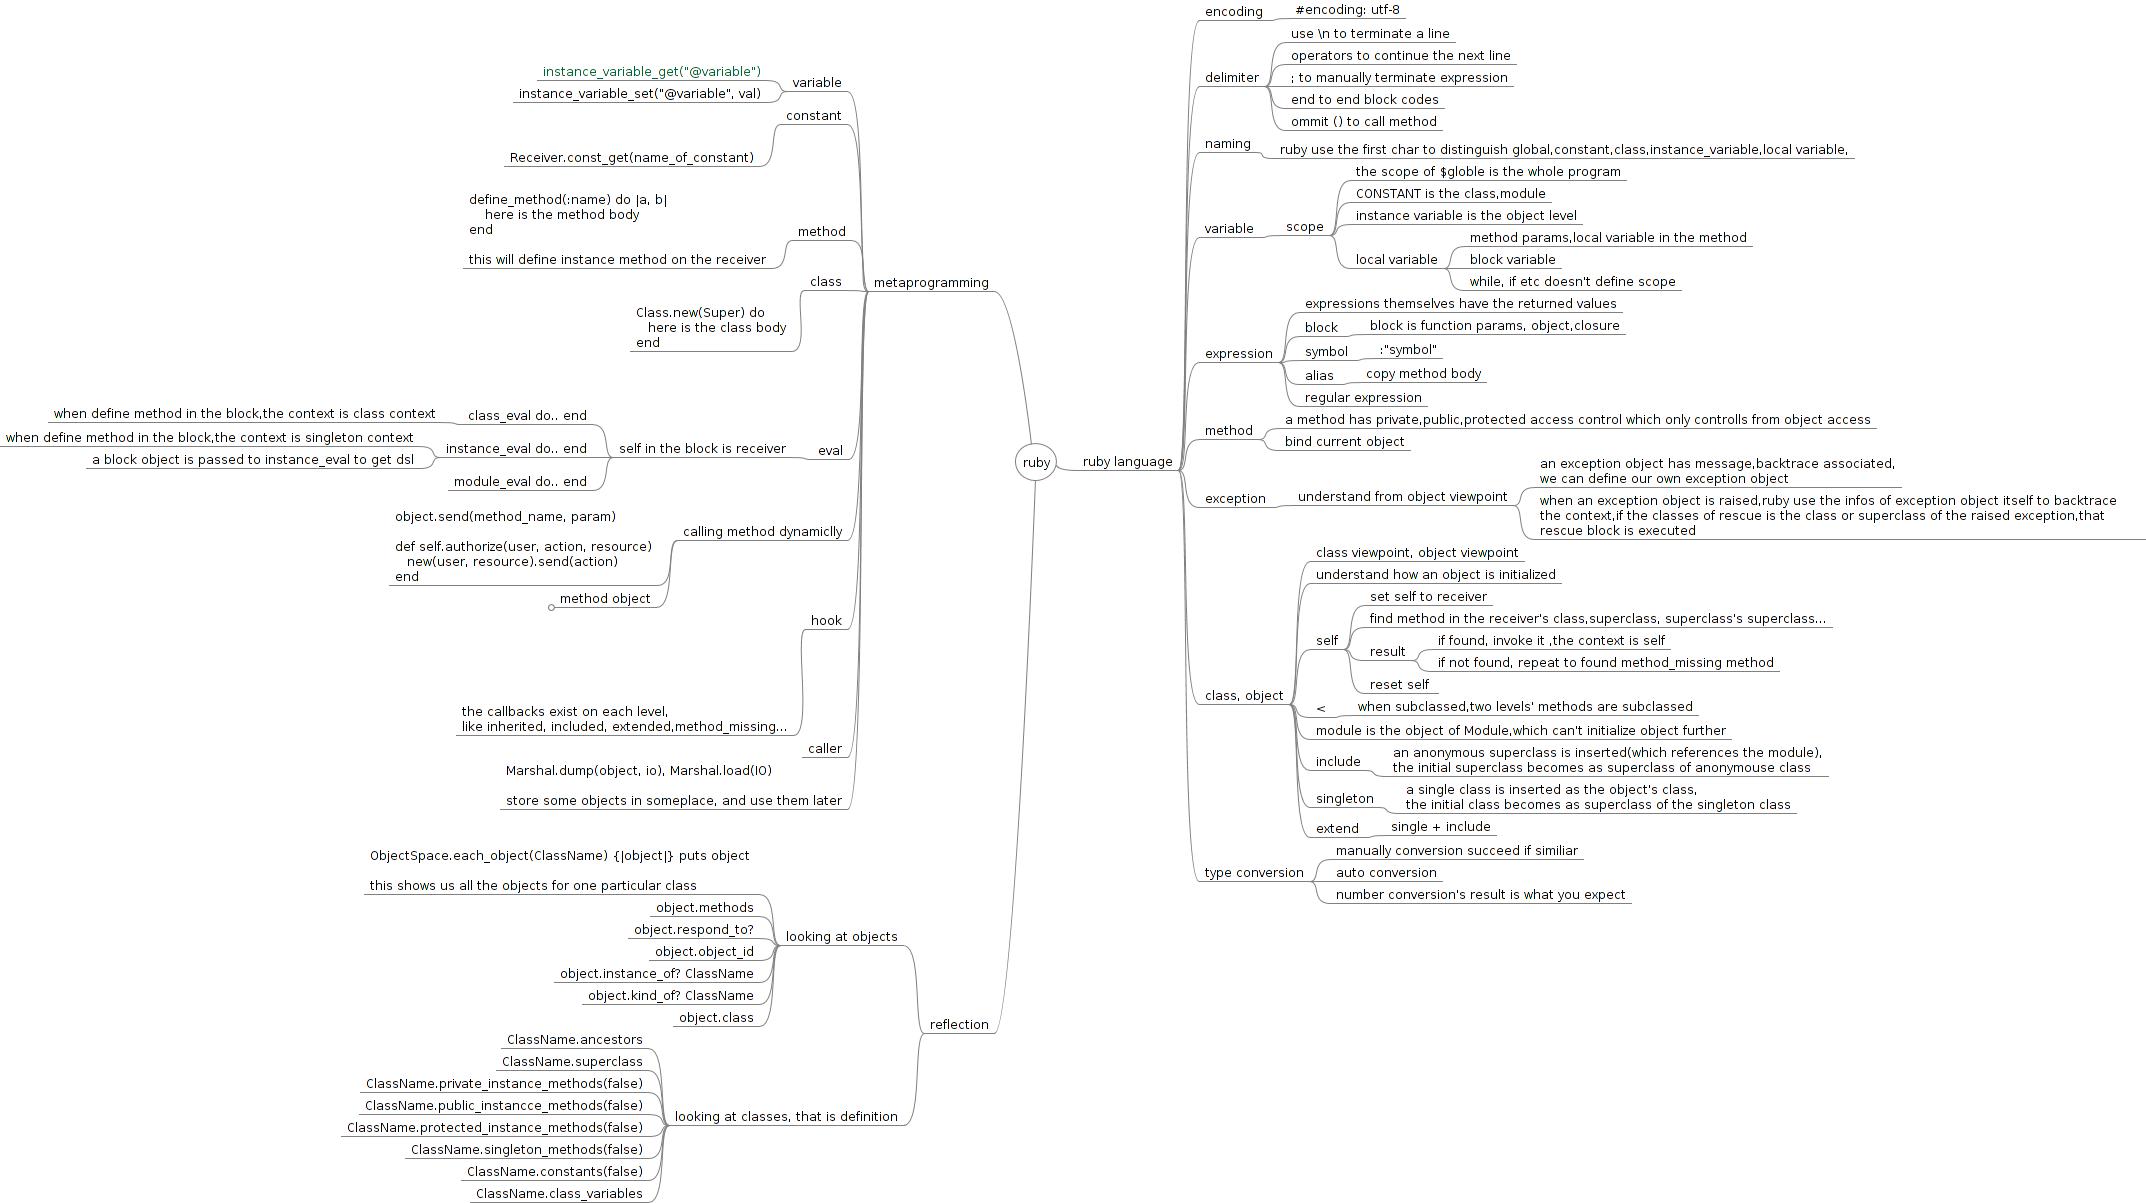 ruby
ruby language
encoding
#encoding: utf-8
delimiter
use \n to terminate a line
operators to continue the next line
; to manually terminate expression
end to end block codes
ommit () to call method
naming
ruby use the first char to distinguish global,constant,class,instance_variable,local variable,
variable
scope
the scope of $globle is the whole program
CONSTANT is the class,module
instance variable is the object level
local variable
method params,local variable in the method
block variable
while, if etc doesn't define scope
expression
expressions themselves have the returned values
block
block is function params, object,closure
symbol
:"symbol"
alias
copy method body
regular expression
method
a method has private,public,protected access control which only controlls from object access
bind current object
exception
understand from object viewpoint
an exception object has message,backtrace associated,
we can define our own exception object
when an exception object is raised,ruby use the infos of exception object itself to backtrace
the context,if the classes of rescue is the class or superclass of the raised exception,that
rescue block is executed
class, object
class viewpoint, object viewpoint
understand how an object is initialized
self
set self to receiver
find method in the receiver's class,superclass, superclass's superclass...
result
if found, invoke it ,the context is self
if not found, repeat to found method_missing method
reset self
<
when subclassed,two levels' methods are subclassed
module is the object of Module,which can't initialize object further
include
an anonymous superclass is inserted(which references the module),
the initial superclass becomes as superclass of anonymouse class
singleton
a single class is inserted as the object's class,
the initial class becomes as superclass of the singleton class
extend
single + include
type conversion
manually conversion succeed if similiar
auto conversion
number conversion's result is what you expect
metaprogramming
variable
instance_variable_get("@variable")
instance_variable_set("@variable", val)
constant
Receiver.const_get(name_of_constant)
method
define_method(:name) do |a, b|
here is the method body
end
this will define instance method on the receiver
class
Class.new(Super) do
here is the class body
end
eval
self in the block is receiver
class_eval do.. end
when define method in the block,the context is class context
instance_eval do.. end
when define method in the block,the context is singleton context
a block object is passed to instance_eval to get dsl
module_eval do.. end
calling method dynamiclly
object.send(method_name, param)
def self.authorize(user, action, resource)
new(user, resource).send(action)
end
method object
hook
the callbacks exist on each level,
like inherited, included, extended,method_missing...
caller
Marshal.dump(object, io), Marshal.load(IO)
store some objects in someplace, and use them later
reflection
looking at objects
ObjectSpace.each_object(ClassName) {|object|} puts object
this shows us all the objects for one particular class
object.methods
object.respond_to?
object.object_id
object.instance_of? ClassName
object.kind_of? ClassName
object.class
looking at classes, that is definition
ClassName.ancestors
ClassName.superclass
ClassName.private_instance_methods(false)
ClassName.public_instancce_methods(false)
ClassName.protected_instance_methods(false)
ClassName.singleton_methods(false)
ClassName.constants(false)
ClassName.class_variables